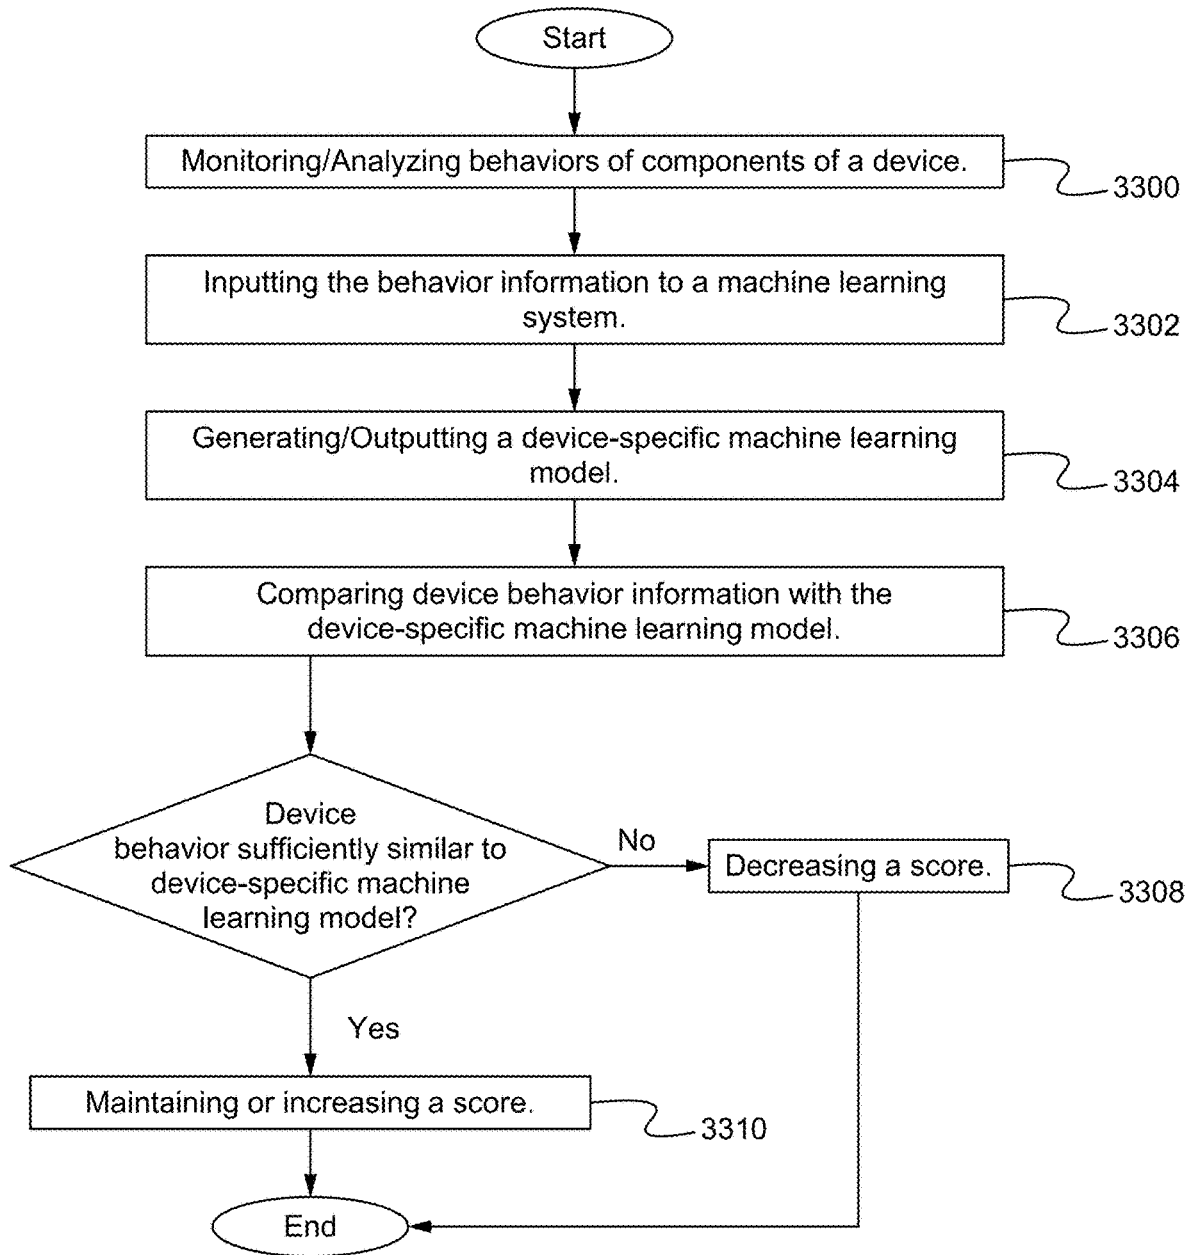 Start
Monitoring/Analyzing behaviors of components of a device.
3300
Inputting the behavior information to a machine learning
system.
3302
Generating/Outputting a device-specific machine learning
model.
3304
Comparing device behavior information with the
device-specific machine learning model.
3306
Device
behavior sufficiently similar to
device-specific machine
learning model?
No
Decreasing a score.
3308
Yes
Maintaining or increasing a score.
3310
End